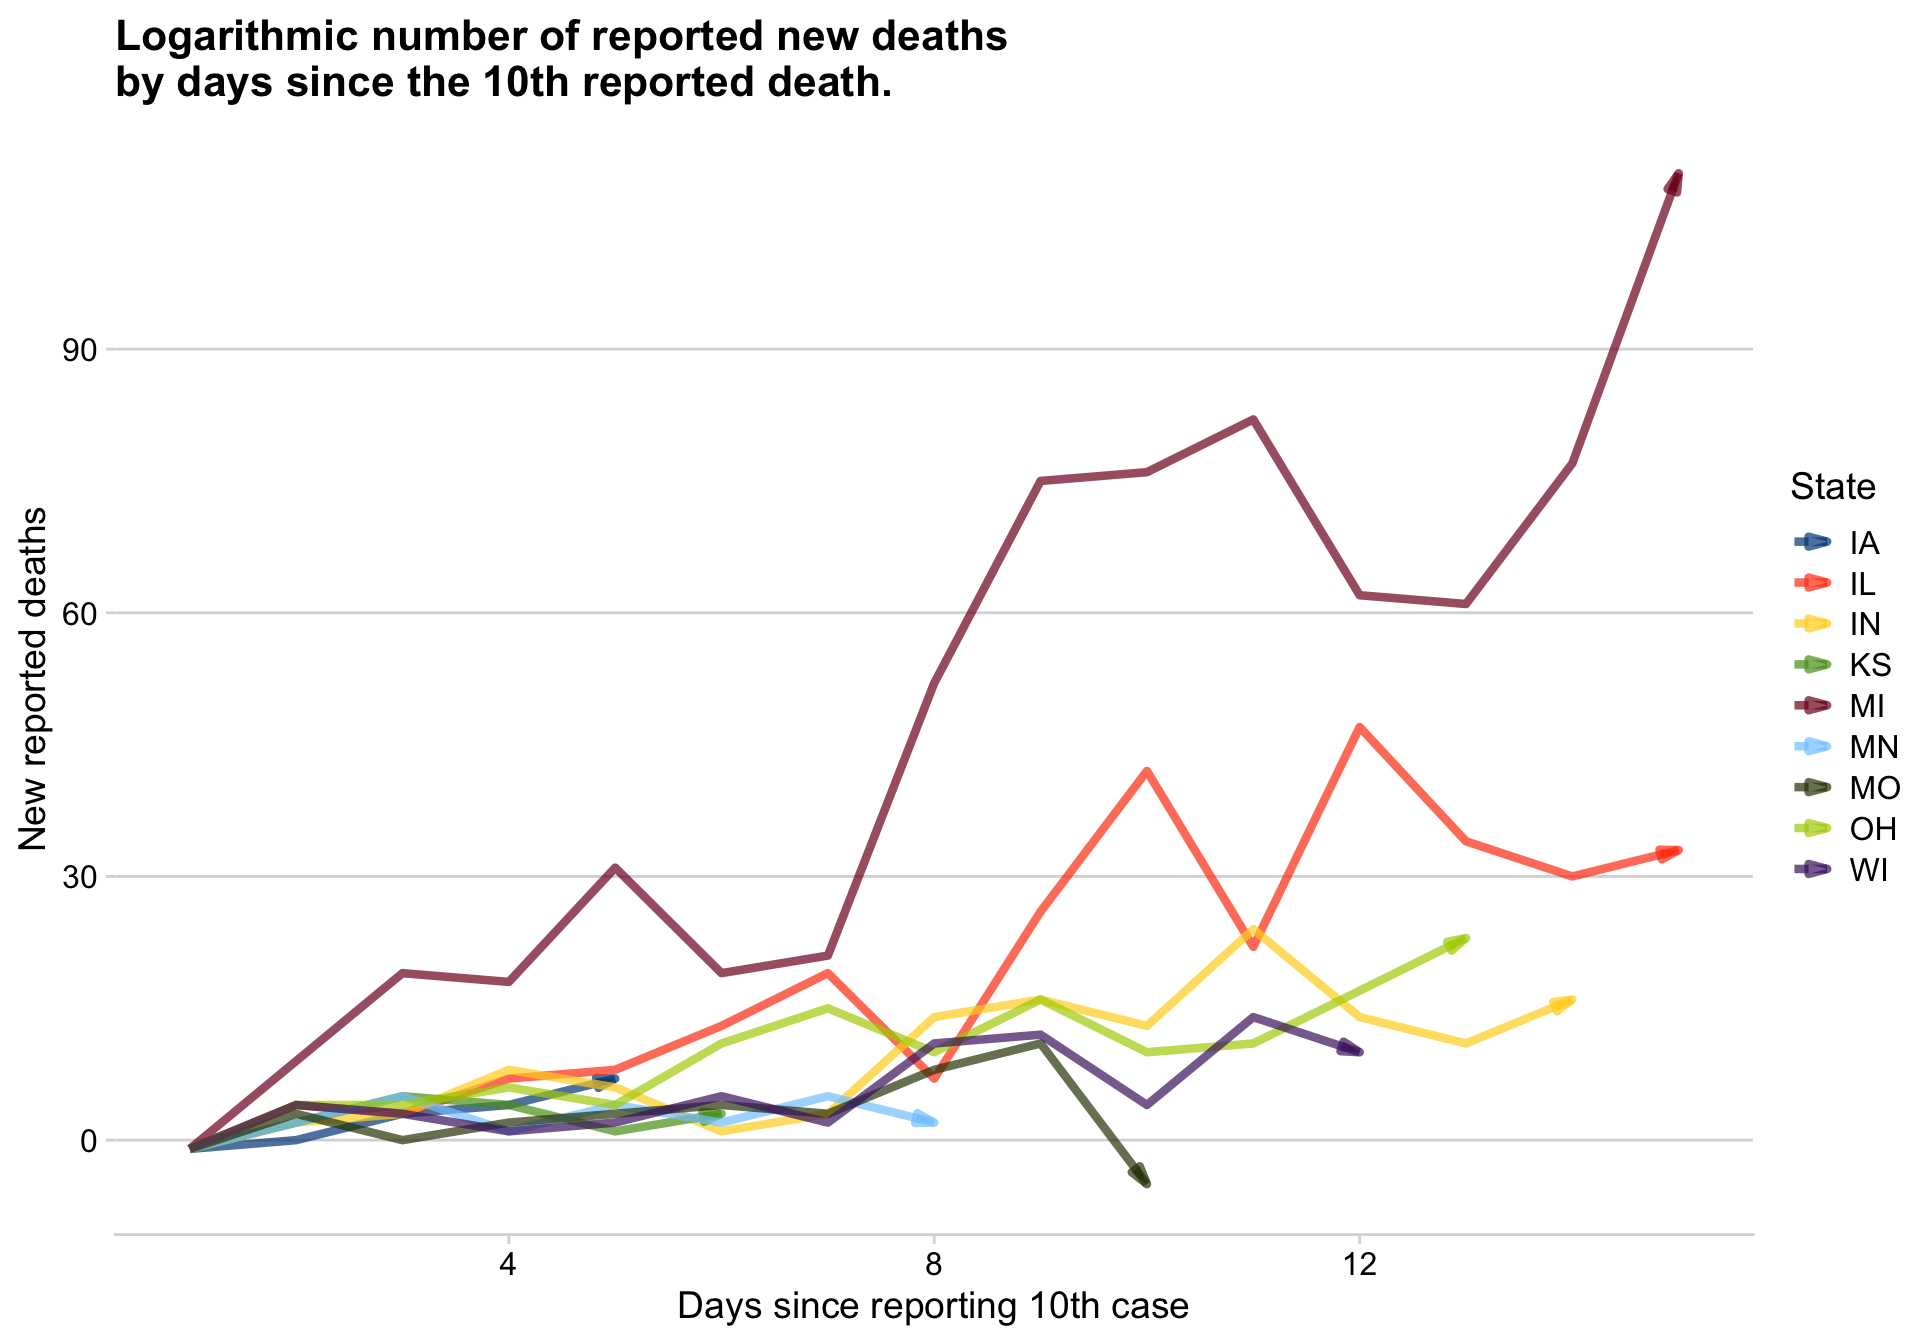 Logarithmic number of reported new deaths
by days since the 10th reported death.
New reported deaths
90
60
30
0
4
8
12
Days since reporting 10th case
State
IA
IL
IN
KS
MI
MN
MO
OH
WI